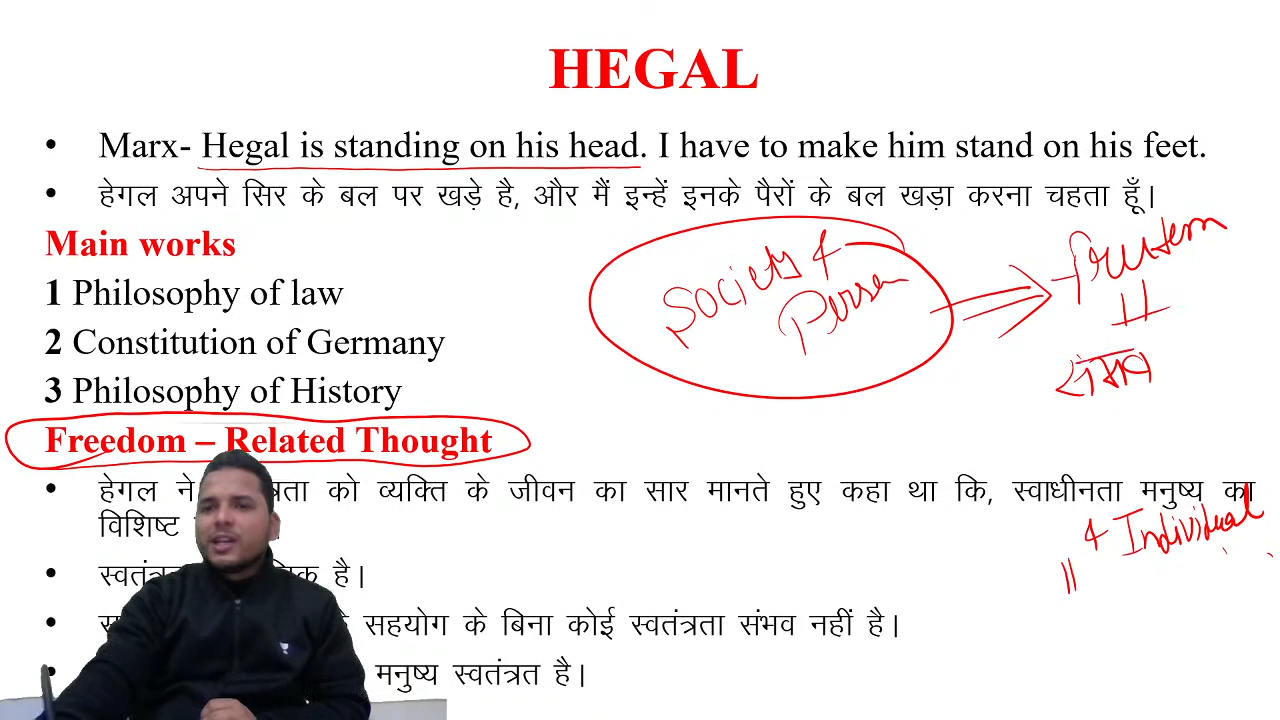 HEGAL
• Marx- Hegal is standing on his head. I have to make him stand on his feet.
• हेगल अपने सिर के बल पर खड़े है, और मैं इन्हें इनके पैरों के बल खड़ा करना चहता हूँ।
Main works
1 Philosophy of law
Society &
Person
2 Constitution of Germany
3 Philosophy of History
Freedom – Related Thought
• हेगल ने त्रता को व्यक्ति के जीवन का सार मानते हुए कहा था कि, स्वाधीनता मनुष्य का
विशिष्ट
& Individual
• है।
• सहयोग के बिना कोई स्वतंत्रता संभव नहीं है।
• मनुष्य स्वतंत्रत है।